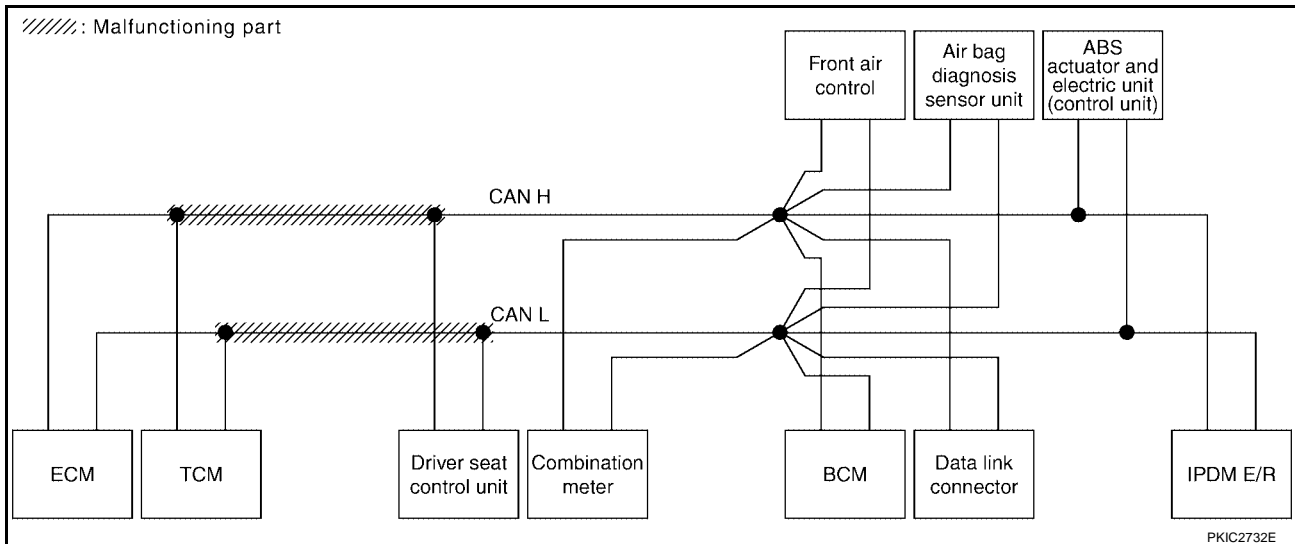 : Malfunctioning part
Front air
control
Air bag
diagnosis
sensor unit
ABS
actuator and
electric unit
(control unit)
CAN H
CAN L
ECM
TCM
Driver seat
control unit
Combination
meter
BCM
Data link
connector
IPDM E/R
PKIC2732E